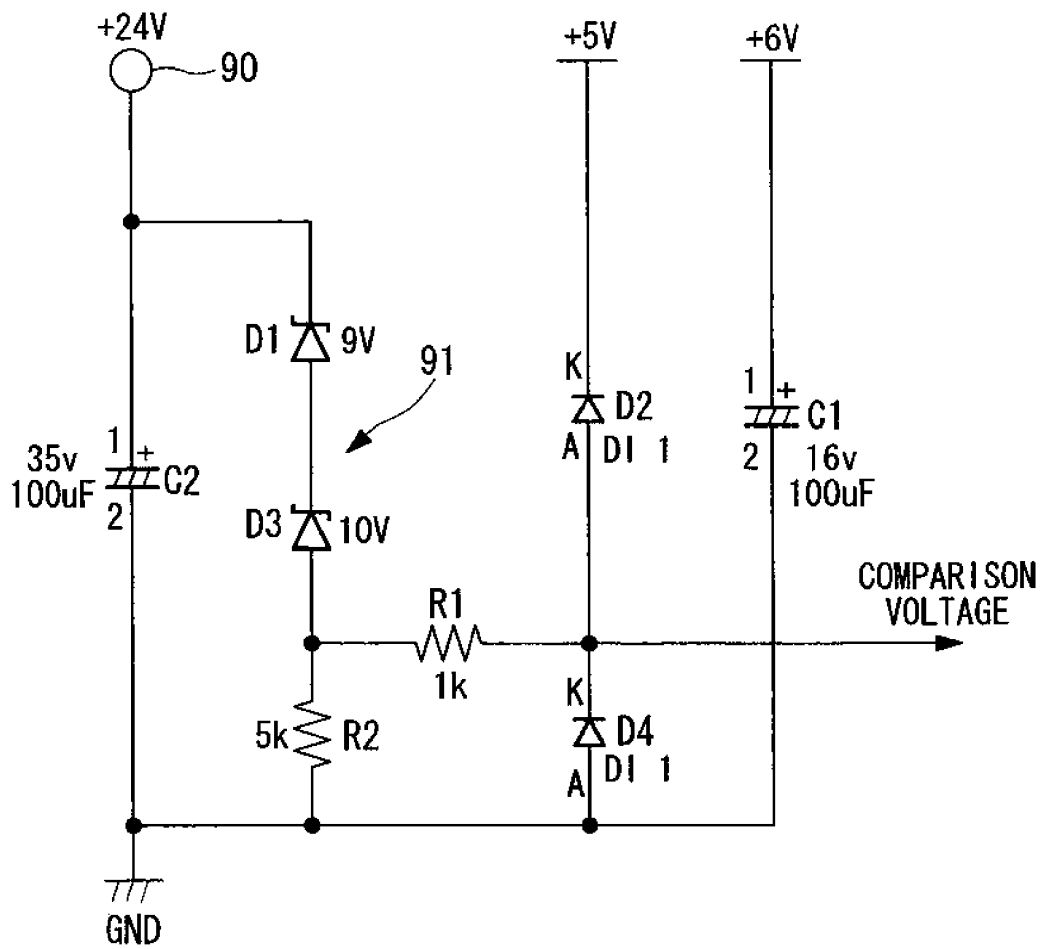 +24V
90
+5V
+6V
D1
9V
91
K
D2
A
DI 1
1
+
C1
2
16v
100uF
1
+
35v
100uF
C2
2
D3
10V
COMPARISON
VOLTAGE
R1
1k
K
D4
DI 1
A
5k
R2
GND